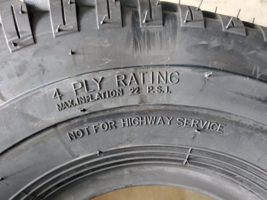 4 PLY RATING
MAX.INFLATION 22 P.S.I.
NOT FOR HIGHWAY SERVICE